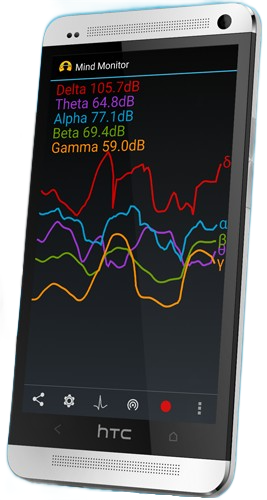 Mind Monitor
Delta 105.7dB
Theta 64.8dB
Alpha 77.1dB
Beta 69.4dB
Gamma 59.0dB
δ
α
β
θ
γ
hTC